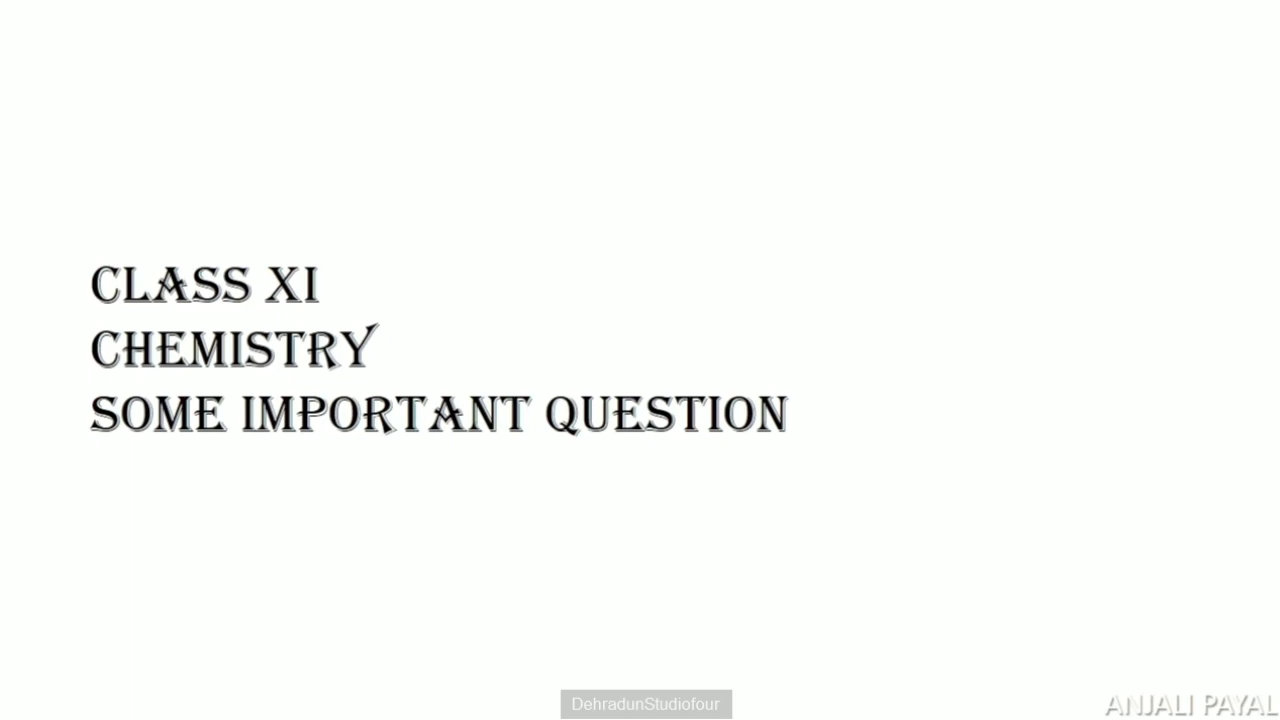 CLASS XI
CHEMISTRY
SOME IMPORTANT QUESTION
DehradunStudiofour
ANJALI PAYAL